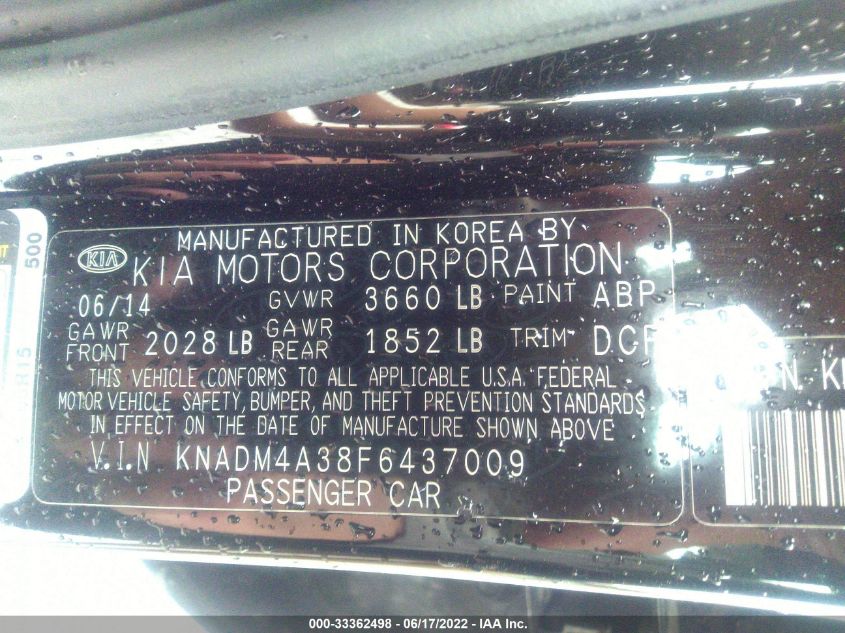 MANUFACTURED IN KOREA BY
KIA KIA MOTORS CORPORATION
06/14 GVWR 3660 LB PAINT ABP
GAWR FRONT 2028 LB GAWR REAR 1852 LB TRIM
THIS VEHICLE CONFORMS TO ALL APPLICABLE U.S.A. FEDERAL
MOTOR VEHICLE SAFETY, BUMPER, AND THEFT PREVENTION STANDARDS
IN EFFECT ON THE DATE OF MANUFACTURE SHOWN ABOVE
V.I.N KNADM4A38F6437009
PASSENGER CAR
500
000-33362498 - 06/17/2022 - IAA Inc.